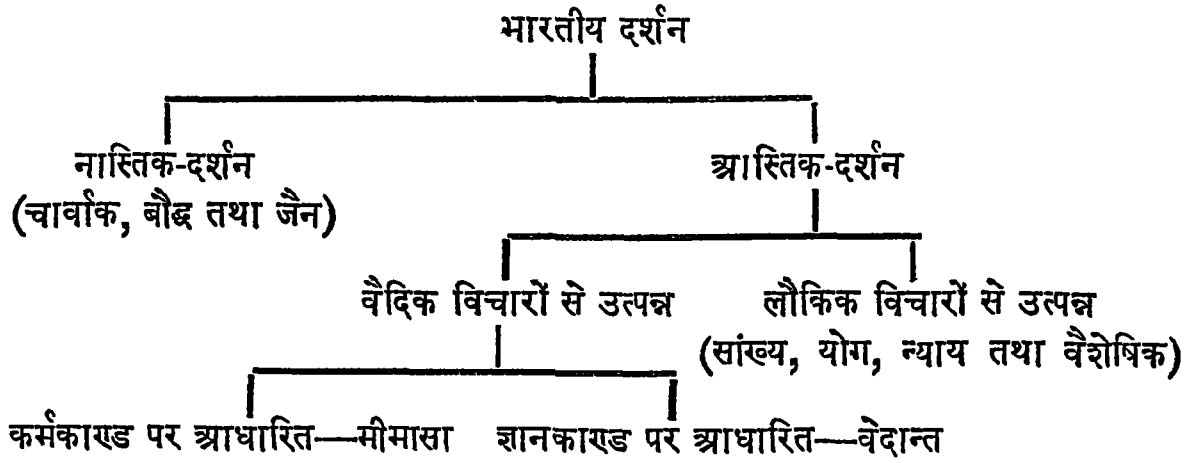 भारतीय दर्शन
नास्तिक-दर्शन
(चार्वाक, बौद्ध तथा जैन)
आस्तिक-दर्शन
वैदिक विचारों से उत्पन्न
लौकिक विचारों से उत्पन्न
(सांख्य, योग, न्याय तथा वैशेषिक)
कर्मकाण्ड पर आधारित—मीमासा
ज्ञानकाण्ड पर आधारित—वेदान्त